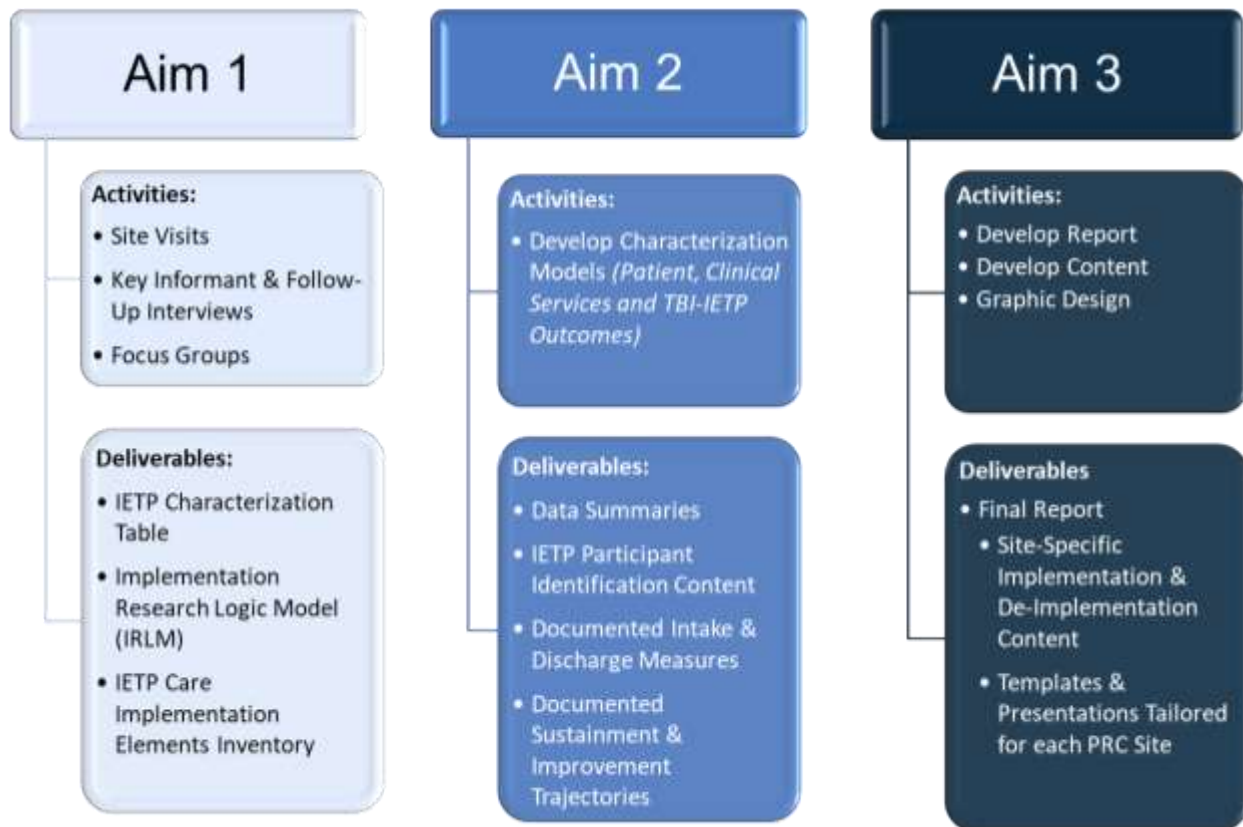 Aim 1
Activities:
• Site Visits
• Key Informant & Follow-
Up Interviews
• Focus Groups
Deliverables:
• IETP Characterization
Table
• Implementation
Research Logic Model
(IRLM)
• IETP Care
Implementation
Elements Inventory
Aim 2
Activities:
• Develop Characterization
Models (Patient, Clinical
Services and TBI-IETP
Outcomes)
Deliverables:
• Data Summaries
• IETP Participant
Identification Content
• Documented Intake &
Discharge Measures
• Documented
Sustainment &
Improvement
Trajectories
Aim 3
Activities:
• Develop Report
• Develop Content
• Graphic Design
Deliverables
• Final Report
• Site-Specific
Implementation &
De-Implementation
Content
• Templates &
Presentations Tailored
for each PRC Site